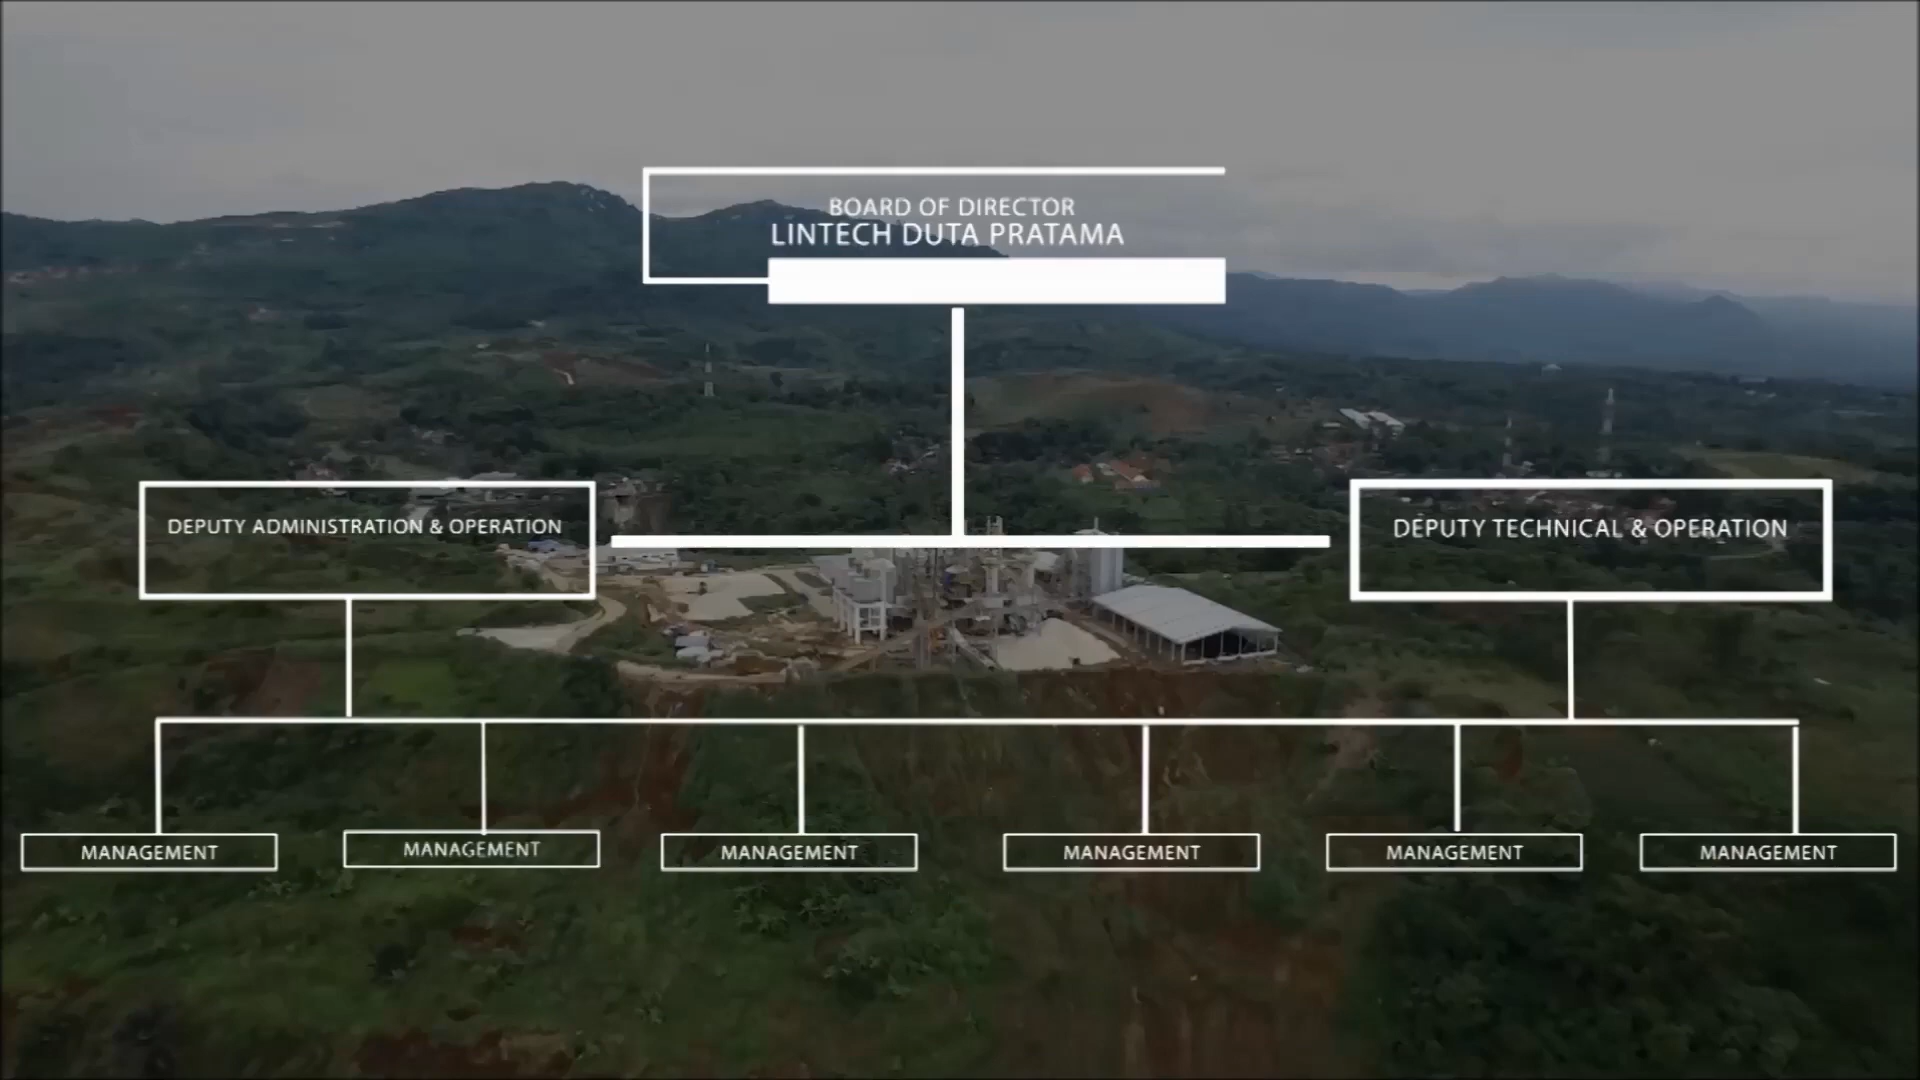 BOARD OF DIRECTOR
LINTECH DUTA PRATAMA
DEPUTY ADMINISTRATION & OPERATION
DEPUTY TECHNICAL & OPERATION
MANAGEMENT
MANAGEMENT
MANAGEMENT
MANAGEMENT
MANAGEMENT
MANAGEMENT